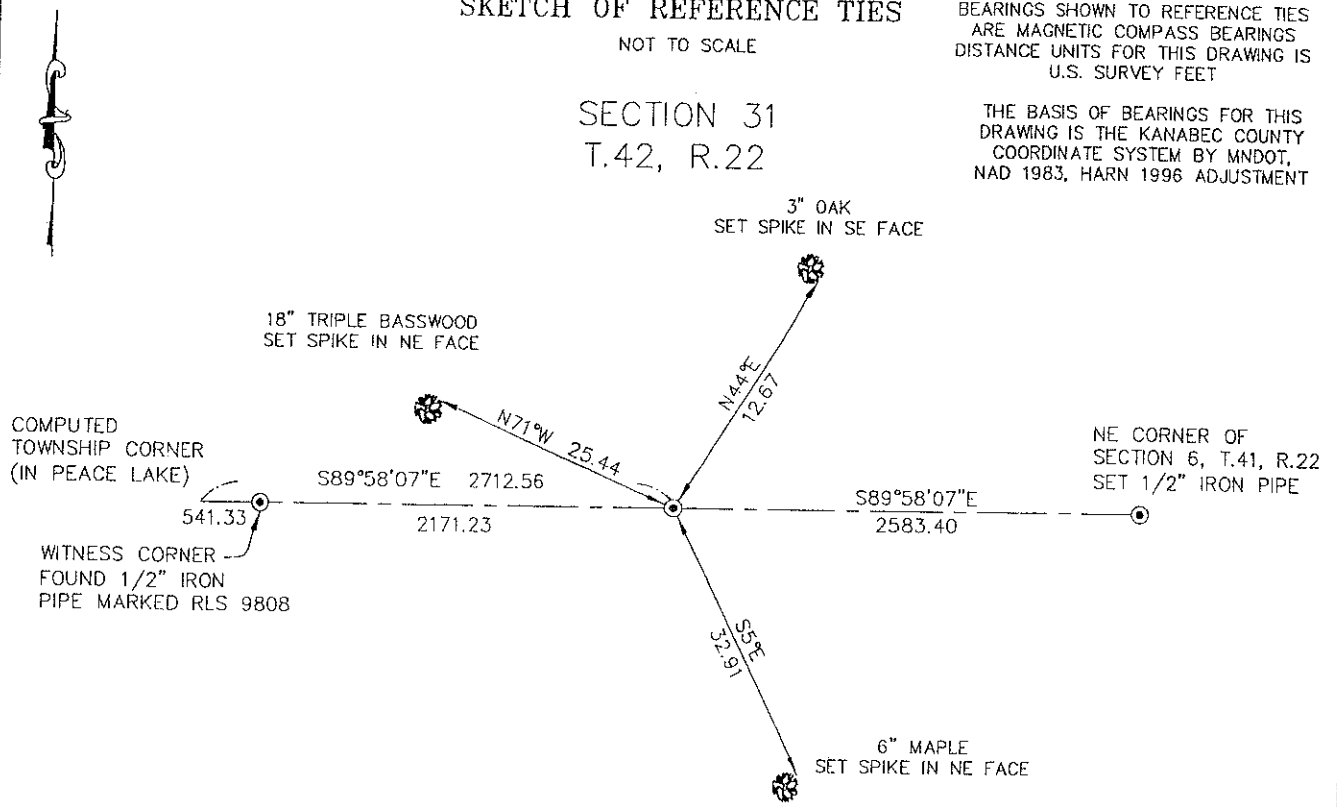 SKETCH OF REFERENCE TIES
NOT TO SCALE
SECTION 31
T.42, R.22
BEARINGS SHOWN TO REFERENCE TIES
ARE MAGNETIC COMPASS BEARINGS
DISTANCE UNITS FOR THIS DRAWING IS
U.S. SURVEY FEET
THE BASIS OF BEARINGS FOR THIS
DRAWING IS THE KANABEC COUNTY
COORDINATE SYSTEM BY MNDOT,
NAD 1983, HARN 1996 ADJUSTMENT
3" OAK
SET SPIKE IN SE FACE
18" TRIPLE BASSWOOD
SET SPIKE IN NE FACE
N44°E
12.67
N71°W 25.44
COMPUTED
TOWNSHIP CORNER
(IN PEACE LAKE)
S89°58'07"E 2712.56
541.33
2171.23
S89°58'07"E
2583.40
NE CORNER OF
SECTION 6, T.41, R.22
SET 1/2" IRON PIPE
WITNESS CORNER
FOUND 1/2" IRON
PIPE MARKED RLS 9808
S5°E
32.91
6" MAPLE
SET SPIKE IN NE FACE